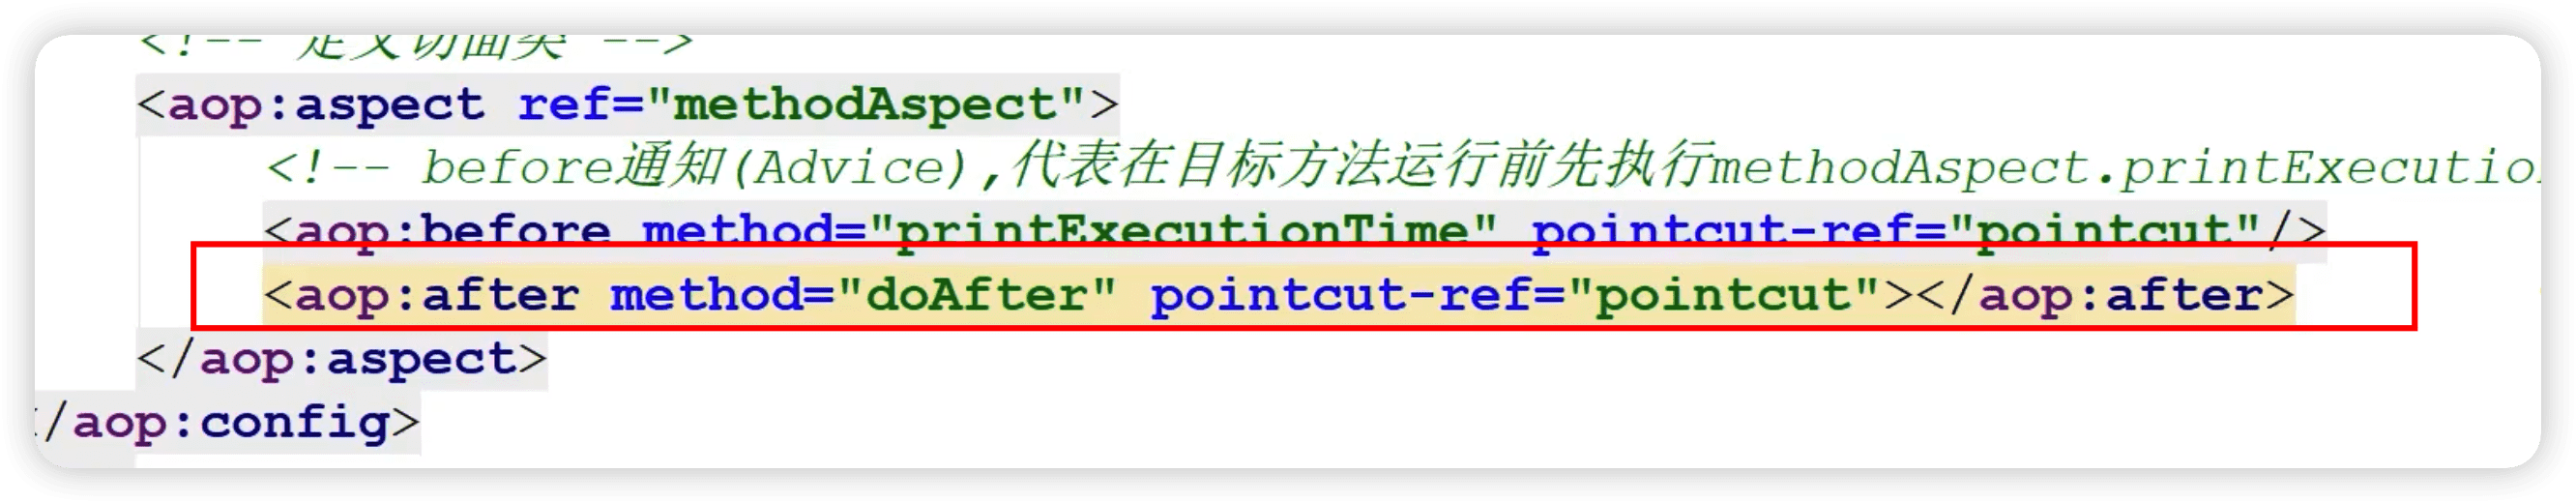 <!-- 定义切面类 -->
<aop:aspect ref="methodAspect">
<!-- before通知(Advice),代表在目标方法运行前先执行methodAspect.printExecution
<aop:before method="printExecutionTime" pointcut-ref="pointcut"/>
<aop:after method="doAfter" pointcut-ref="pointcut"></aop:after>
</aop:aspect>
/aop:config>